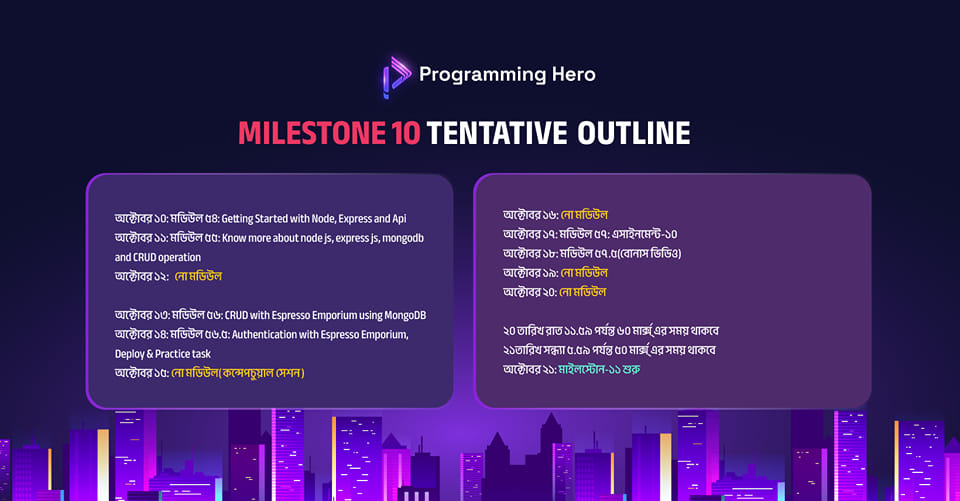 Programming Hero
MILESTONE 10 TENTATIVE OUTLINE
অক্টোবর ১০: মডিউল ৫৪: Getting Started with Node, Express and Api
অক্টোবর ১১: মডিউল ৫৫: Know more about node js, express js, mongodb
and CRUD operation
অক্টোবর ১২: নো মডিউল
অক্টোবর ১৩: মডিউল ৫৬: CRUD with Espresso Emporium using MongoDB
অক্টোবর ১৪: মডিউল ৫৬.৫: Authentication with Espresso Emporium,
Deploy & Practice task
অক্টোবর ১৫: নো মডিউল( কন্সেপচুয়াল সেশন )
অক্টোবর ১৬: নো মডিউল
অক্টোবর ১৭: মডিউল ৫৭: এসাইনমেন্ট-১০
অক্টোবর ১৮: মডিউল ৫৭.৫(বোনাস ভিডিও)
অক্টোবর ১৯: নো মডিউল
অক্টোবর ২০: নো মডিউল
২০ তারিখ রাত ১১.৫৯ পর্যন্ত ৬০ মার্ক্স্ এর সময় থাকবে
২১তারিখ সন্ধ্যা ৫.৫৯ পর্যন্ত ৫০ মার্ক্স্ এর সময় থাকবে
অক্টোবর ২১: মাইলস্টোন-১১ শুরু